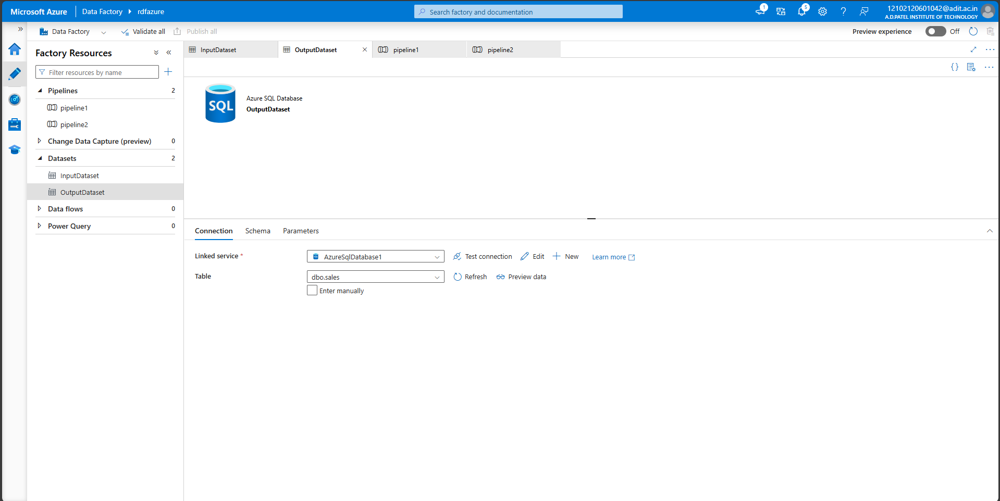 Microsoft Azure
Data Factory
rdfazure
Search factory and documentation
1
5
12102120601042@adit.ac.in
A.D.PATEL INSTITUTE OF TECHNOLOGY
Data Factory
Validate all
Publish all
Preview experience
Off
Factory Resources
Filter resources by name
Pipelines 2
pipeline1
pipeline2
Change Data Capture (preview) 0
Datasets 2
InputDataset
OutputDataset
Data flows 0
Power Query 0
InputDataset
OutputDataset
pipeline1
pipeline2
{}
SQL
Azure SQL Database
OutputDataset
Connection
Schema
Parameters
Linked service *
AzureSqlDatabase1
Test connection
Edit
New
Learn more
Table
dbo.sales
Refresh
Preview data
Enter manually